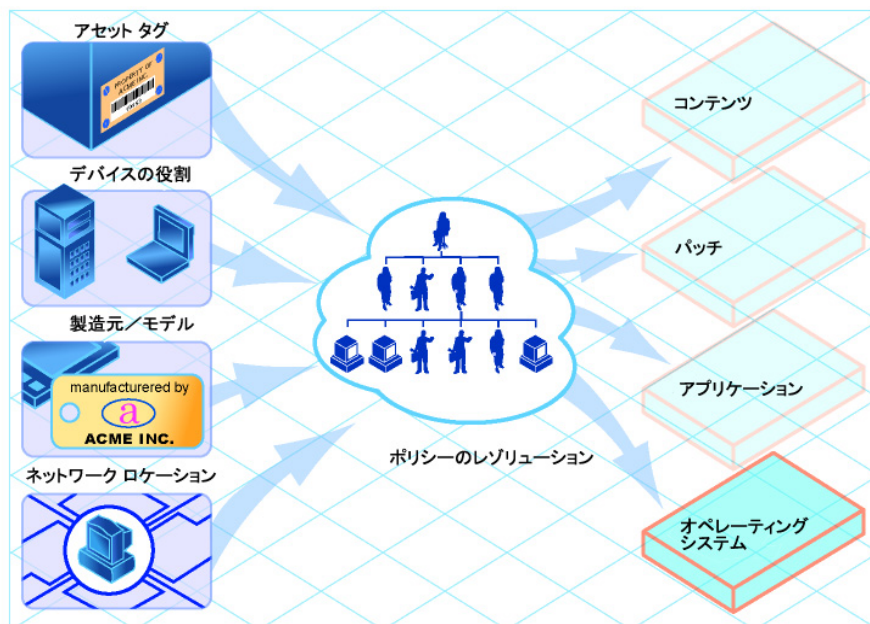 アセット タグ
PROPERTY OF
ACME INC.
デバイスの役割
製造元／モデル
manufacturered by
a
ACME INC.
ネットワーク ロケーション
ポリシーのレゾリューション
コンテンツ
パッチ
アプリケーション
オペレーティング
システム